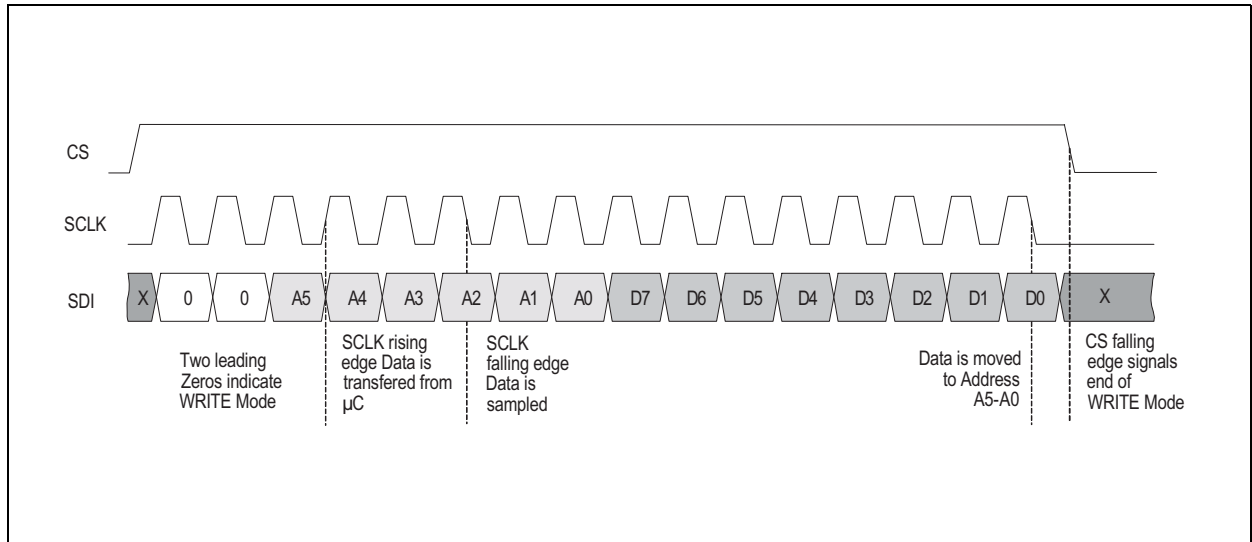 CS
SCLK
SDI
X 0 0 A5 A4 A3 A2 A1 A0 D7 D6 D5 D4 D3 D2 D1 D0 X
Two leading
Zeros indicate
WRITE Mode
SCLK rising
edge Data is
transfered from
µC
SCLK
falling edge
Data is
sampled
Data is moved
to Address
A5-A0
CS falling
edge signals
end of
WRITE Mode